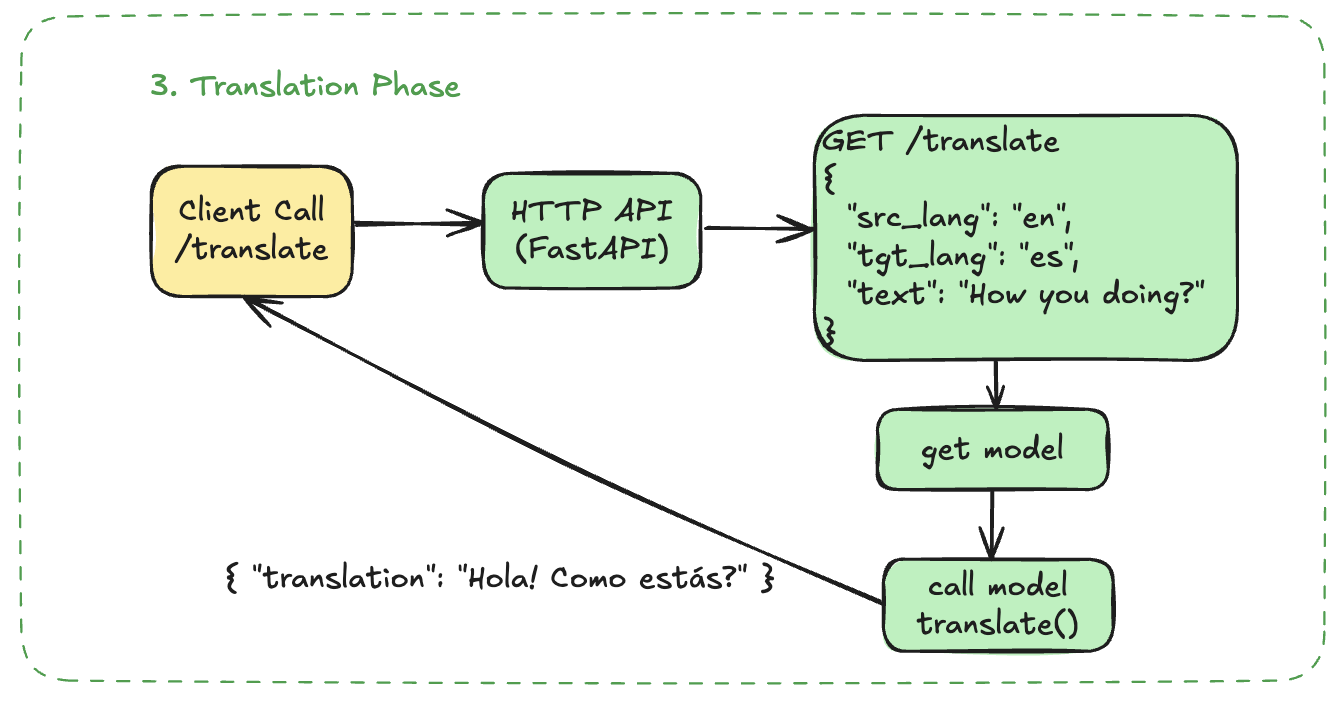 3. Translation Phase
Client Call
/translate
HTTP API
(FastAPI)
GET /translate
{
"src_lang": "en",
"tgt_lang": "es",
"text": "How you doing?"
}
get model
call model
translate()
{ "translation": "Hola! Como estás?" }